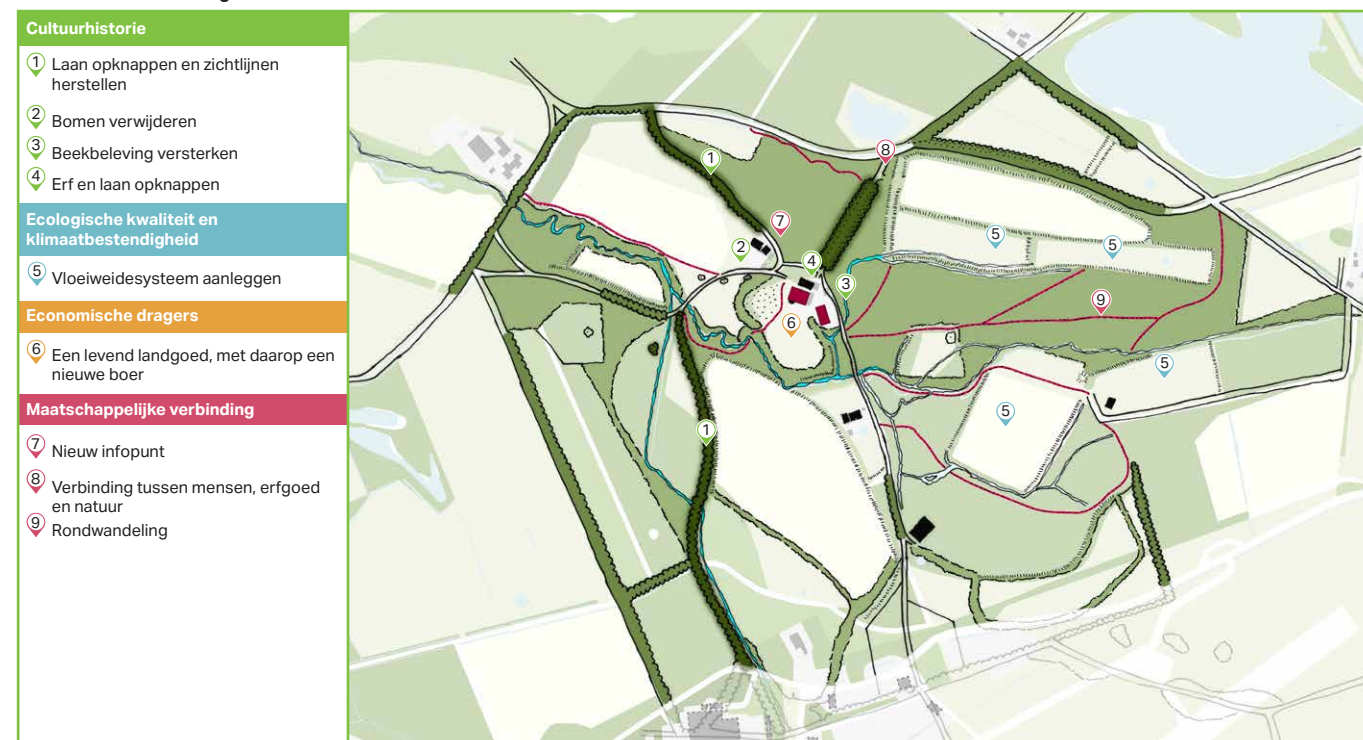 Cultuurhistorie
1 Laan opknappen en zichtlijnen
herstellen
2 Bomen verwijderen
3 Beekbeleving versterken
4 Erf en laan opknappen
Ecologische kwaliteit en
klimaatbestendigheid
5 Vloeiweidesysteem aanleggen
Economische dragers
6 Een levend landgoed, met daarop een
nieuwe boer
Maatschappelijke verbinding
7 Nieuw infopunt
8 Verbinding tussen mensen, erfgoed
en natuur
9 Rondwandeling
1
8
7
2
5
5
4
3
9
6
5
5
1